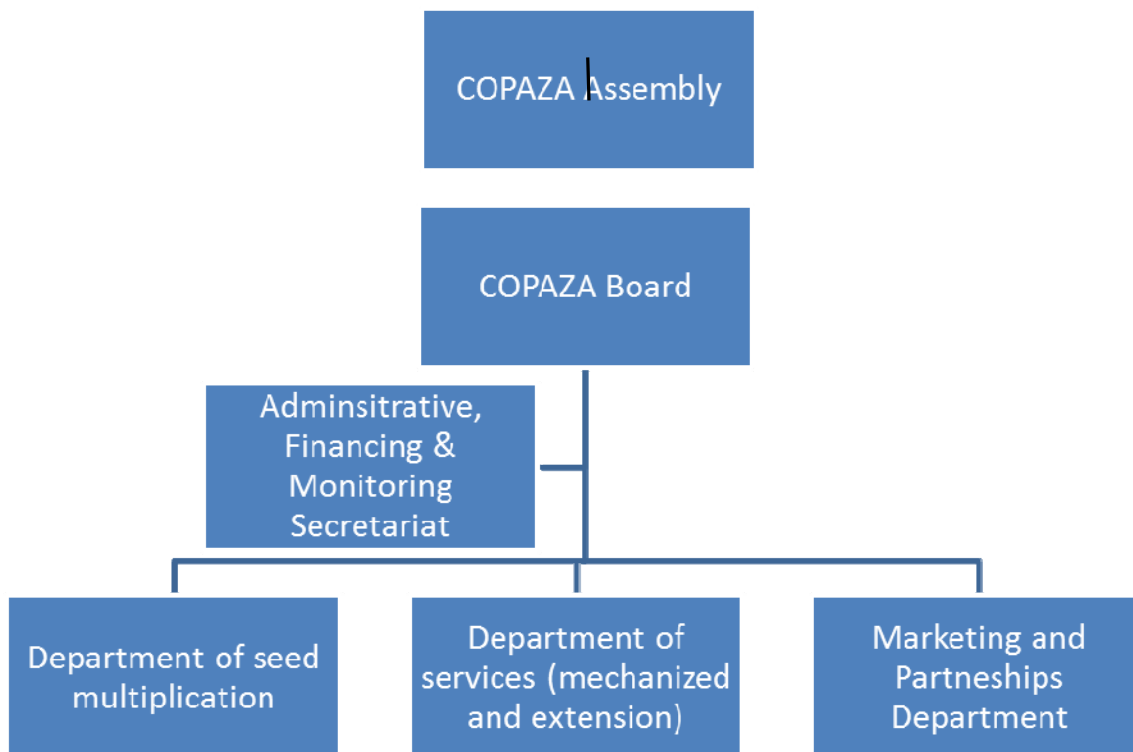 COPAZA Assembly
COPAZA Board
Adminsitrative,
Financing &
Monitoring
Secretariat
Department of seed
multiplication
Department of
services (mechanized
and extension)
Marketing and
Partneships
Department